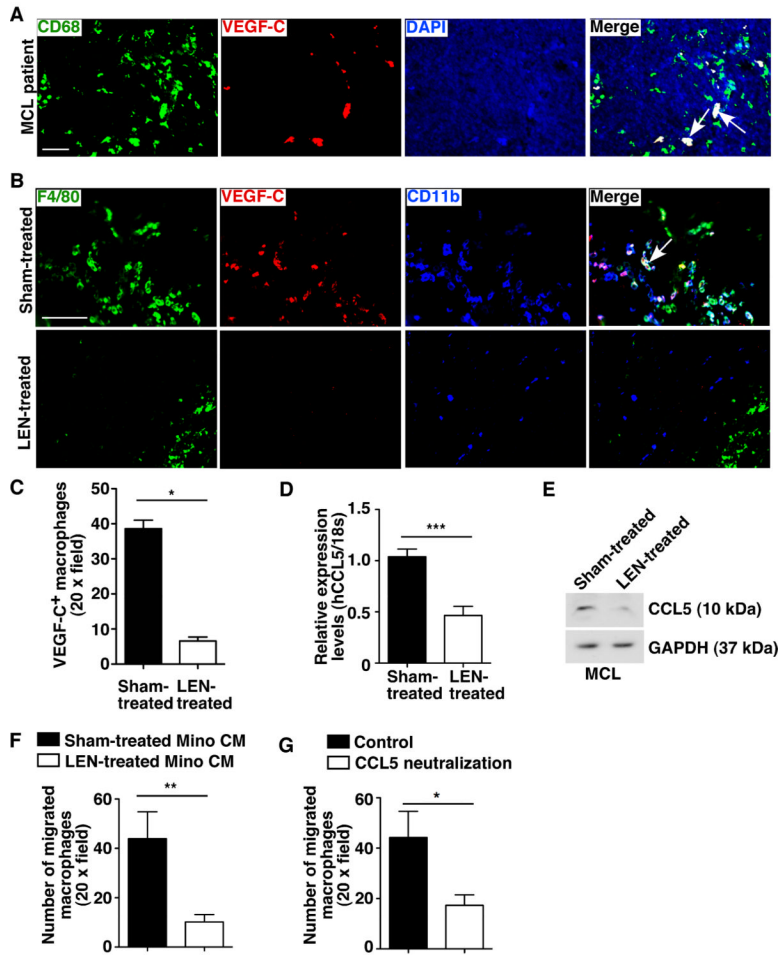 A
CD68
VEGF-C
DAPI
Merge
MCL patient
B
F4/80
VEGF-C
CD11b
Merge
Sham-treated
LEN-treated
C
VEGF-C+ macrophages
(20 x field)
50
40
30
20
10
0
*
Sham-
treated
LEN-
treated
D
Relative expression
levels (hCCL5/18s)
1.5
1.0
0.5
0
***
Sham-
treated
LEN-
treated
E
Sham-treated
LEN-treated
CCL5 (10 kDa)
GAPDH (37 kDa)
MCL
F
Sham-treated Mino CM
LEN-treated Mino CM
Number of migrated
macrophages
(20 x field)
60
40
20
0
**
G
Control
CCL5 neutralization
Number of migrated
macrophages
(20 x field)
60
40
20
0
*